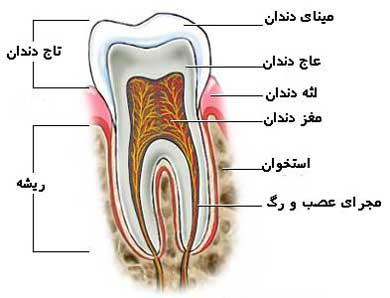 مینای دندان
تاج دندان
عاج دندان
لثه دندان
مغز دندان
استخوان
ریشه
مجرای عصب و رگ